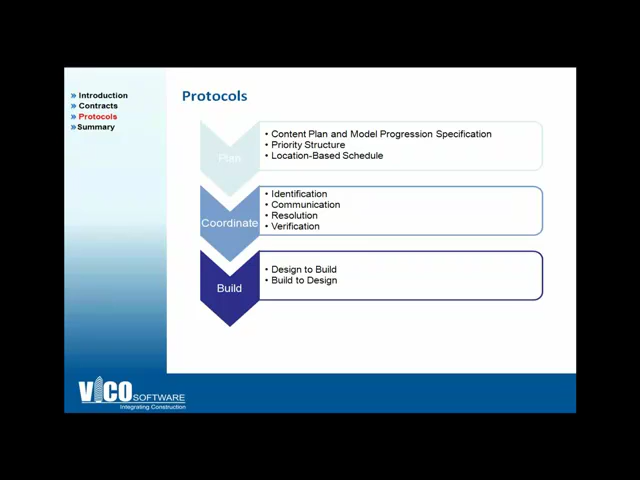 » Introduction
» Contracts
» Protocols
» Summary
Protocols
Plan
• Content Plan and Model Progression Specification
• Priority Structure
• Location-Based Schedule
Coordinate
• Identification
• Communication
• Resolution
• Verification
Build
• Design to Build
• Build to Design
VICO SOFTWARE
Integrating Construction